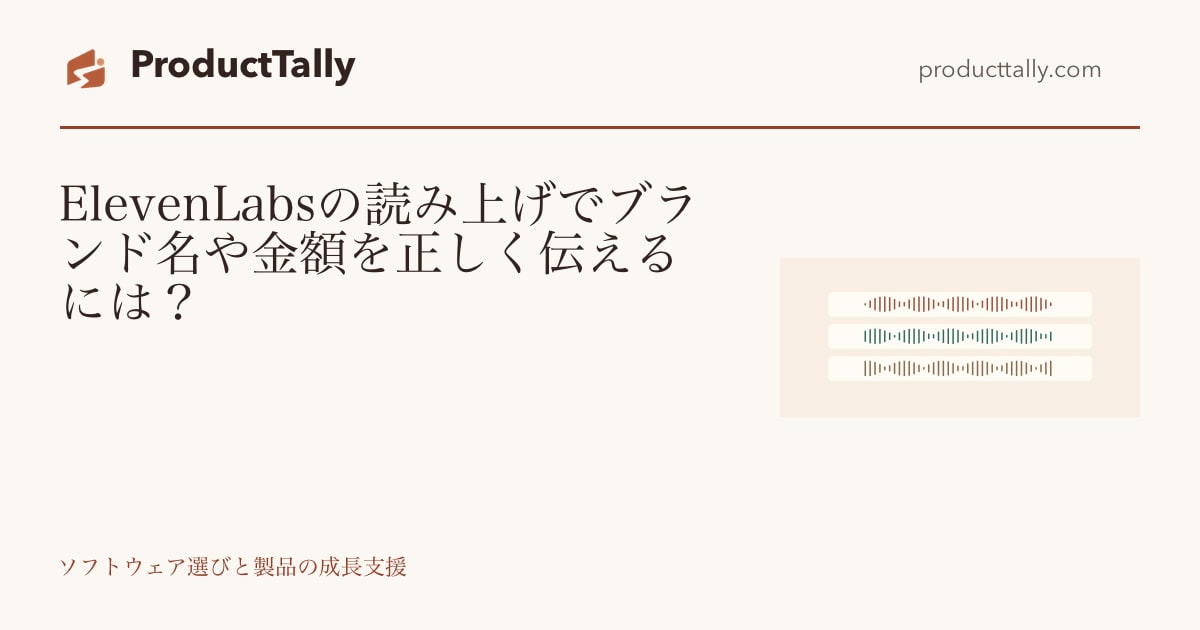 ProductTally
producttally.com
ElevenLabsの読み上げでブラ
ンド名や金額を正しく伝える
には？
ソフトウェア選びと製品の成長支援